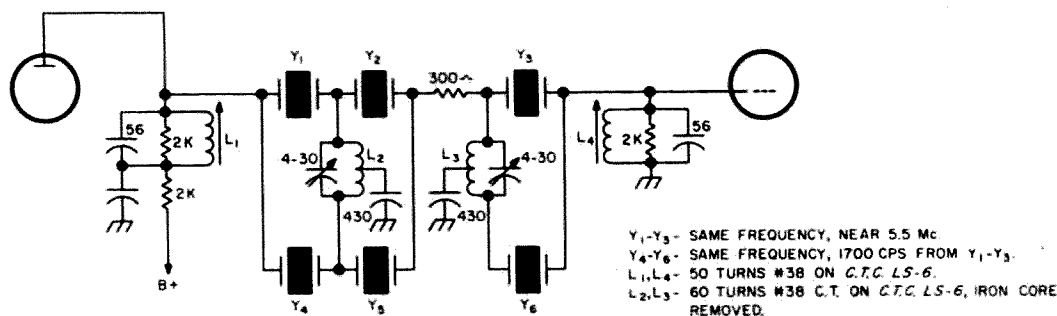 Y1
Y2
300~
Y3
56
2K
L1
2K
4-30
L2
430
L3
4-30
430
L4
2K
56
B+
Y4
Y5
Y6
Y1-Y3- SAME FREQUENCY, NEAR 5.5 Mc.
Y4-Y6- SAME FREQUENCY, 1700 CPS FROM Y1-Y3.
L1,L4- 50 TURNS #38 ON C.T.C. LS-6.
L2,L3- 60 TURNS #38 C.T. ON C.T.C. LS-6, IRON CORE
REMOVED.